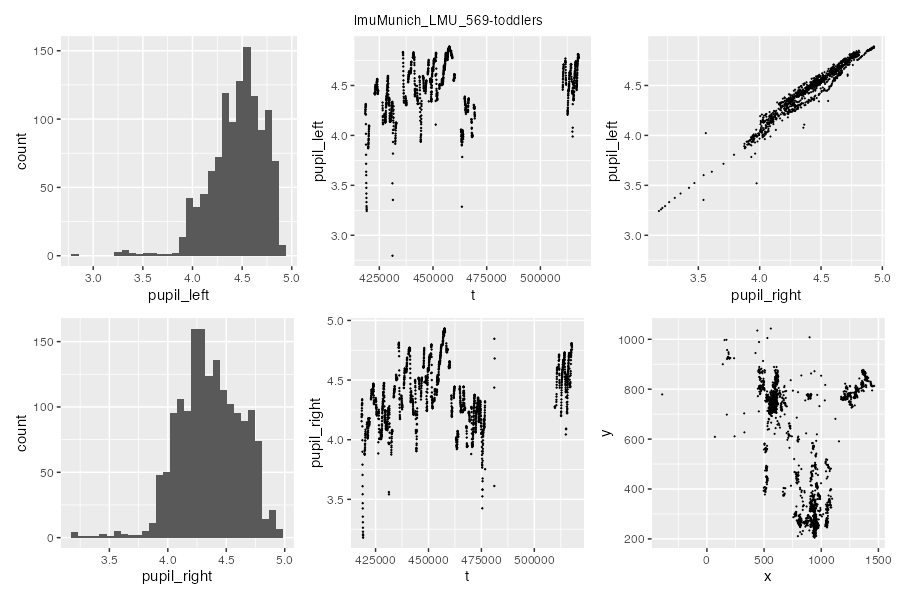 lmuMunich_LMU_569-toddlers
count
150
100
50
0
3.0 3.5 4.0 4.5 5.0
pupil_left
pupil_left
4.5
4.0
3.5
3.0
425000 450000 475000 500000
t
pupil_left
4.5
4.0
3.5
3.0
3.5 4.0 4.5 5.0
pupil_right
count
150
100
50
0
3.5 4.0 4.5 5.0
pupil_right
pupil_right
5.0
4.5
4.0
3.5
425000 450000 475000 500000
t
y
1000
800
600
400
200
0 500 1000 1500
x